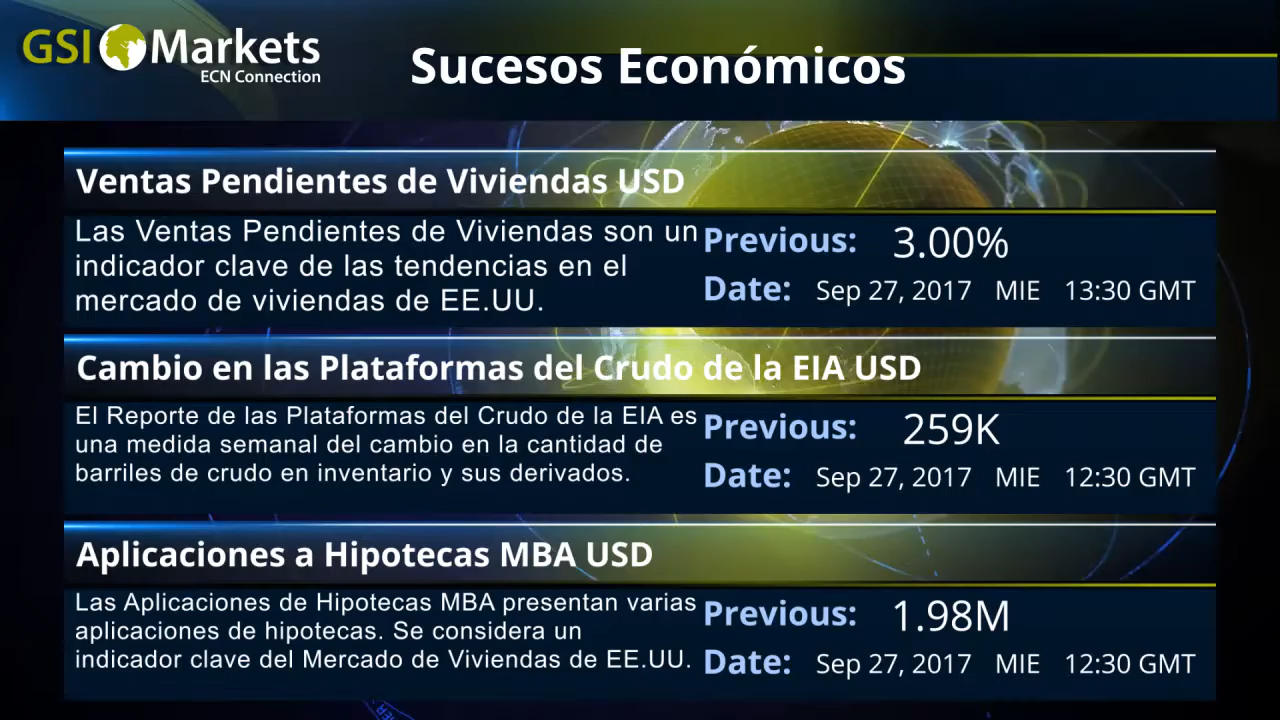 GSI Markets
ECN Connection
Sucesos Económicos
Ventas Pendientes de Viviendas USD
Las Ventas Pendientes de Viviendas son un
indicador clave de las tendencias en el
mercado de viviendas de EE.UU.
Previous: 3.00%
Date: Sep 27, 2017 MIE 13:30 GMT
Cambio en las Plataformas del Crudo de la EIA USD
El Reporte de las Plataformas del Crudo de la EIA es
una medida semanal del cambio en la cantidad de
barriles de crudo en inventario y sus derivados.
Previous: 259K
Date: Sep 27, 2017 MIE 12:30 GMT
Aplicaciones a Hipotecas MBA USD
Las Aplicaciones de Hipotecas MBA presentan varias
aplicaciones de hipotecas. Se considera un
indicador clave del Mercado de Viviendas de EE.UU.
Previous: 1.98M
Date: Sep 27, 2017 MIE 12:30 GMT